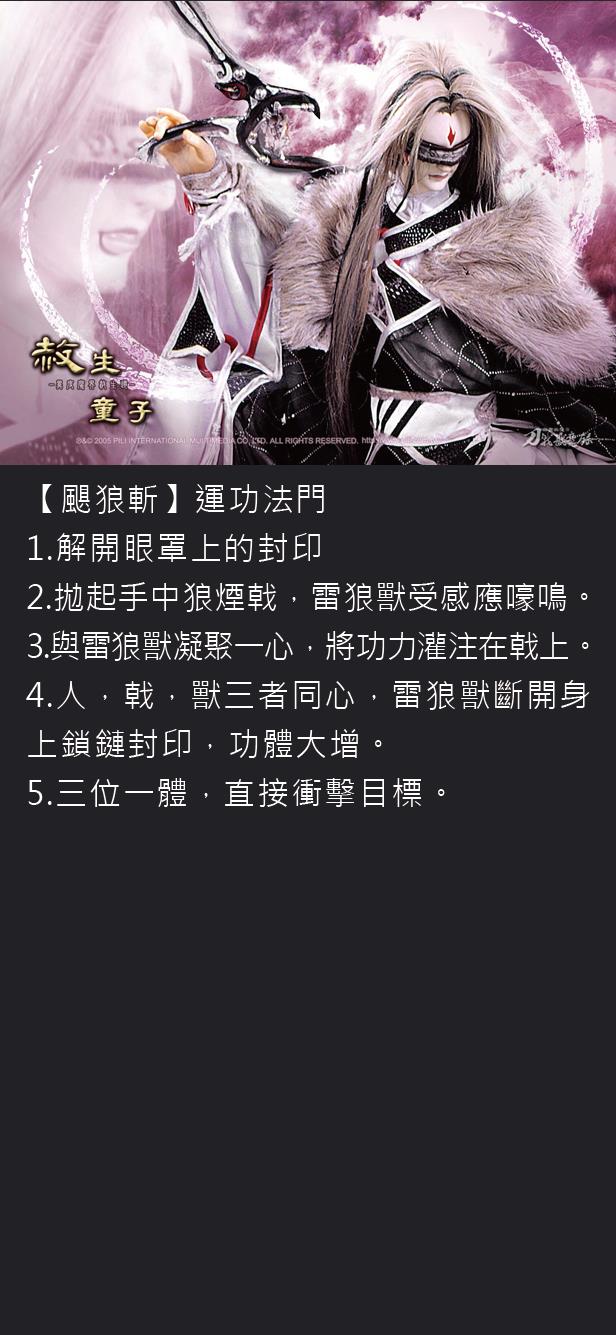 赦生
童子
®&© 2005 PILI INTERNATIONAL MULTIMEDIA CO., LTD. ALL RIGHTS RESERVED.
【颶狼斬】運功法門
1.解開眼罩上的封印
2.拋起手中狼煙戟，雷狼獸受感應嚎鳴。
3.與雷狼獸凝聚一心，將功力灌注在戟上。
4.人，戟，獸三者同心，雷狼獸斷開身
上鎖鏈封印，功體大增。
5.三位一體，直接衝擊目標。